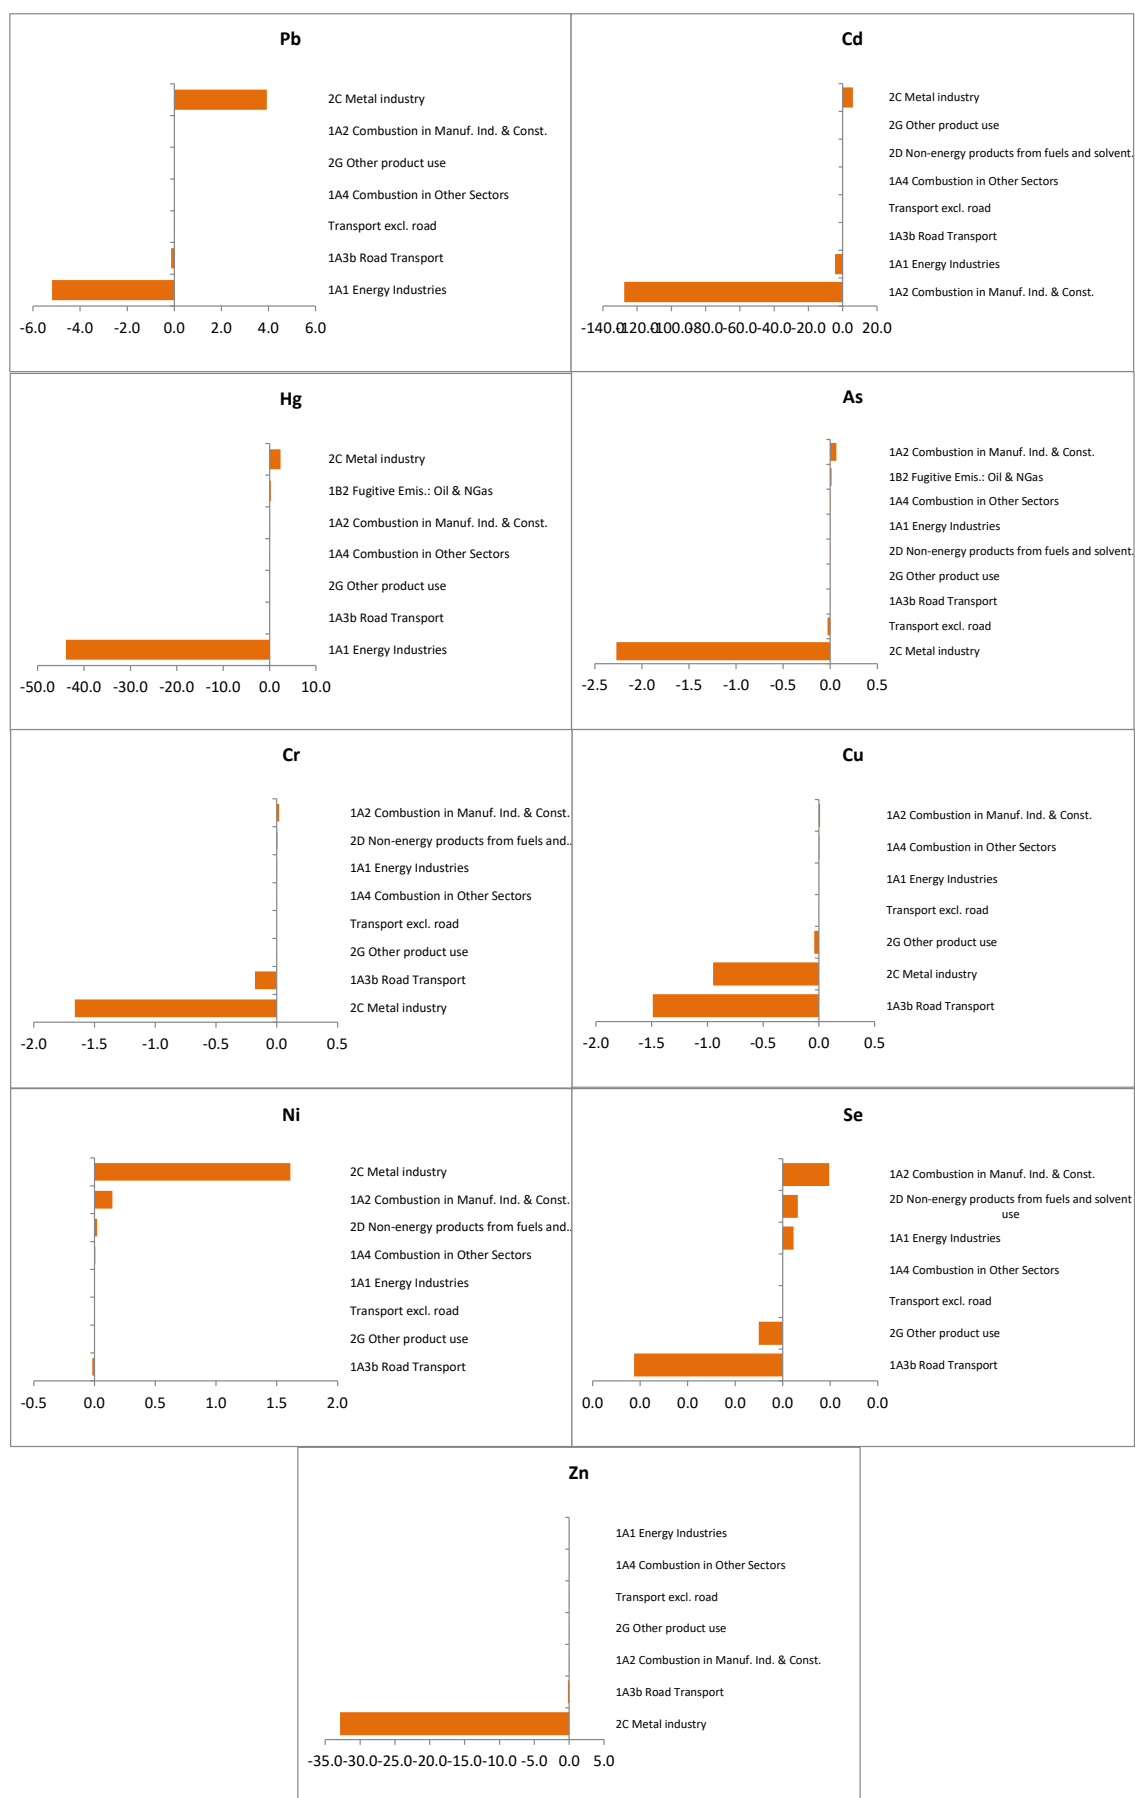 Pb
2C Metal industry
1A2 Combustion in Manuf. Ind. & Const.
2G Other product use
1A4 Combustion in Other Sectors
Transport excl. road
1A3b Road Transport
1A1 Energy Industries
-6.0 -4.0 -2.0 0.0 2.0 4.0 6.0
Cd
2C Metal industry
2G Other product use
2D Non-energy products from fuels and solvent.
1A4 Combustion in Other Sectors
Transport excl. road
1A3b Road Transport
1A1 Energy Industries
1A2 Combustion in Manuf. Ind. & Const.
-140.0-120.0-100.0-80.0-60.0-40.0-20.0 0.0 20.0
Hg
2C Metal industry
1B2 Fugitive Emis.: Oil & NGas
1A2 Combustion in Manuf. Ind. & Const.
1A4 Combustion in Other Sectors
2G Other product use
1A3b Road Transport
1A1 Energy Industries
-50.0 -40.0 -30.0 -20.0 -10.0 0.0 10.0
As
1A2 Combustion in Manuf. Ind. & Const.
1B2 Fugitive Emis.: Oil & NGas
1A4 Combustion in Other Sectors
1A1 Energy Industries
2D Non-energy products from fuels and solvent.
2G Other product use
1A3b Road Transport
Transport excl. road
2C Metal industry
-2.5 -2.0 -1.5 -1.0 -0.5 0.0 0.5
Cr
1A2 Combustion in Manuf. Ind. & Const.
2D Non-energy products from fuels and..
1A1 Energy Industries
1A4 Combustion in Other Sectors
Transport excl. road
2G Other product use
1A3b Road Transport
2C Metal industry
-2.0 -1.5 -1.0 -0.5 0.0 0.5
Cu
1A2 Combustion in Manuf. Ind. & Const.
1A4 Combustion in Other Sectors
1A1 Energy Industries
Transport excl. road
2G Other product use
2C Metal industry
1A3b Road Transport
-2.0 -1.5 -1.0 -0.5 0.0 0.5
Ni
2C Metal industry
1A2 Combustion in Manuf. Ind. & Const.
2D Non-energy products from fuels and..
1A4 Combustion in Other Sectors
1A1 Energy Industries
Transport excl. road
2G Other product use
1A3b Road Transport
-0.5 0.0 0.5 1.0 1.5 2.0
Se
1A2 Combustion in Manuf. Ind. & Const.
2D Non-energy products from fuels and solvent
use
1A1 Energy Industries
1A4 Combustion in Other Sectors
Transport excl. road
2G Other product use
1A3b Road Transport
0.0 0.0 0.0 0.0 0.0 0.0 0.0
Zn
1A1 Energy Industries
1A4 Combustion in Other Sectors
Transport excl. road
2G Other product use
1A2 Combustion in Manuf. Ind. & Const.
1A3b Road Transport
2C Metal industry
-35.0-30.0-25.0-20.0-15.0-10.0 -5.0 0.0 5.0